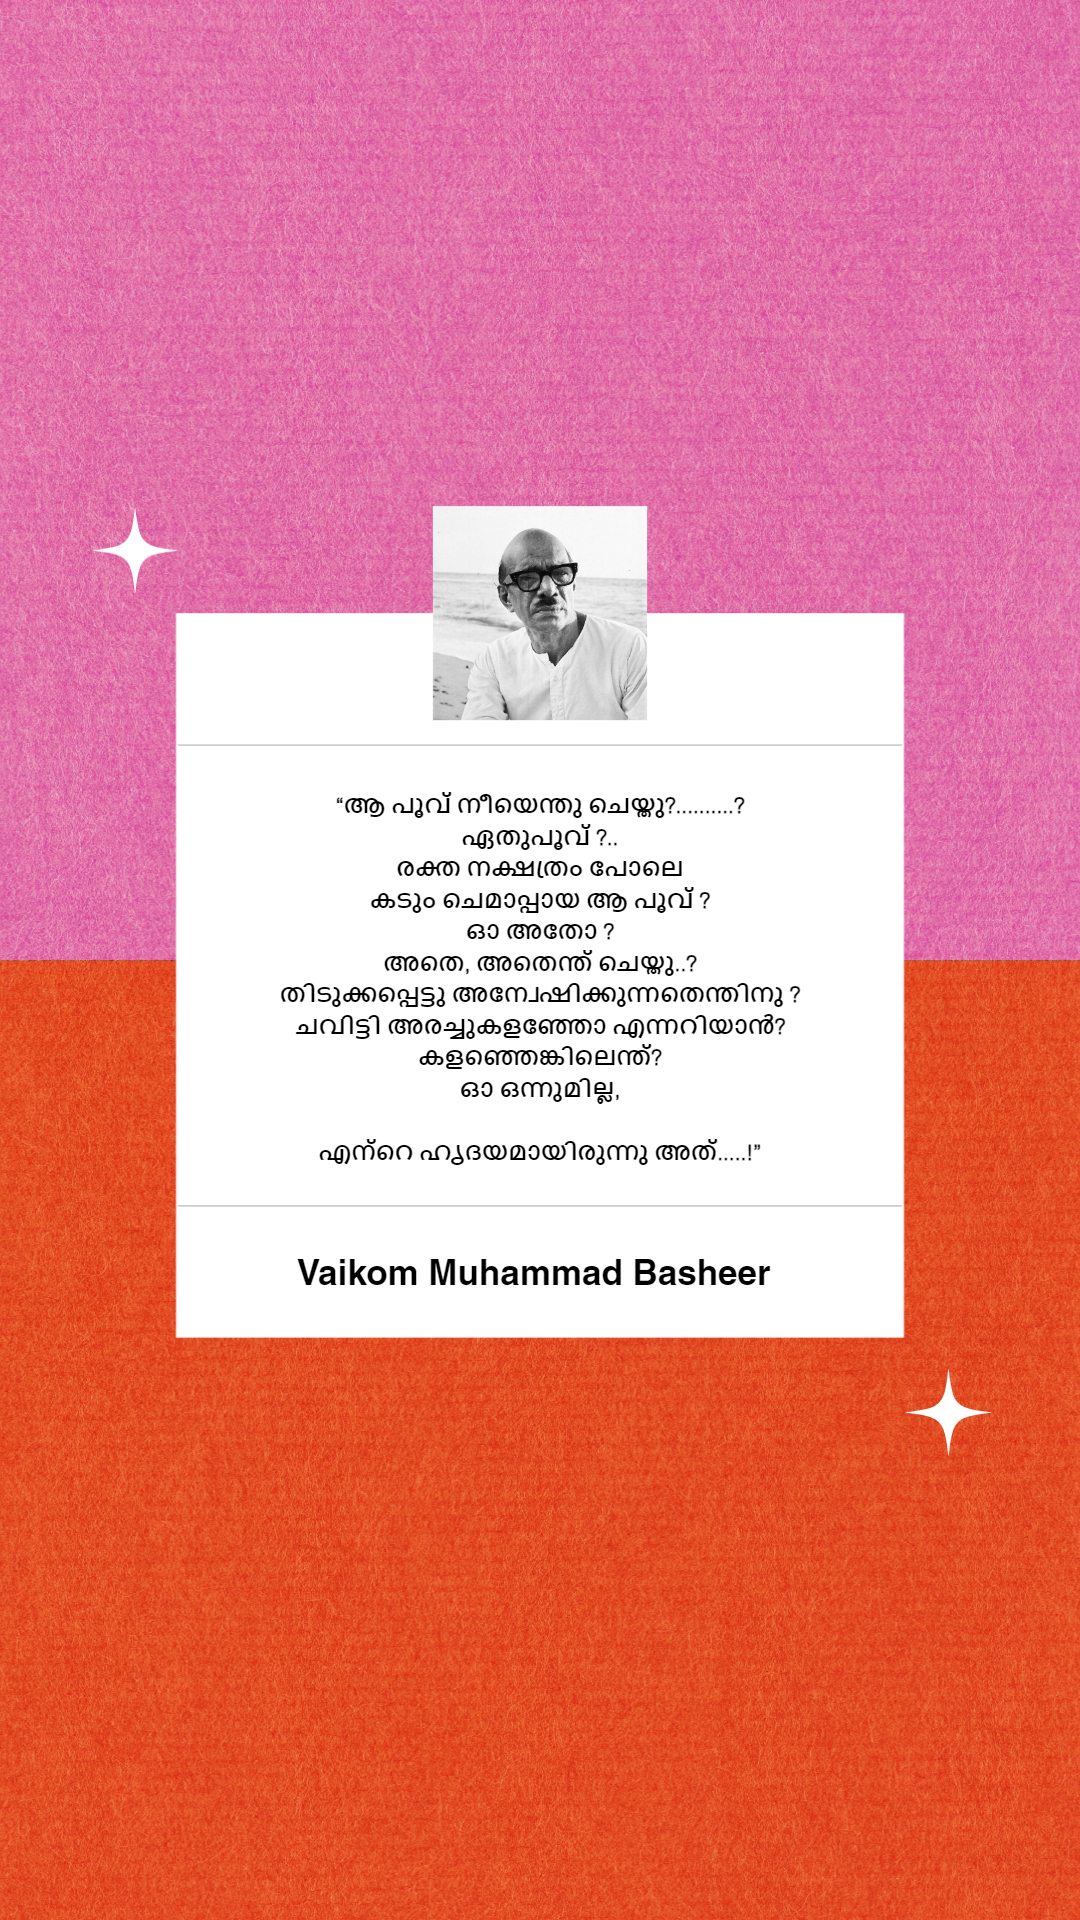 “ആ പൂവ് നീയെന്തു ചെയ്തു?..........?
ഏതുപൂവ് ?..
രക്ത നക്ഷത്രം പോലെ
കടും ചെമാപ്പായ ആ പൂവ് ?
ഓ അതോ ?
അതെ, അതെന്ത് ചെയ്തു..?
തിടുക്കപ്പെട്ടു അന്വേഷിക്കുന്നതെന്തിനു ?
ചവിട്ടി അരച്ചുകളഞ്ഞോ എന്നറിയാൻ?
കളഞ്ഞെങ്കിലെന്ത്?
ഓ ഒന്നുമില്ല,
എന്റെ ഹൃദയമായിരുന്നു അത്.....!”
Vaikom Muhammad Basheer